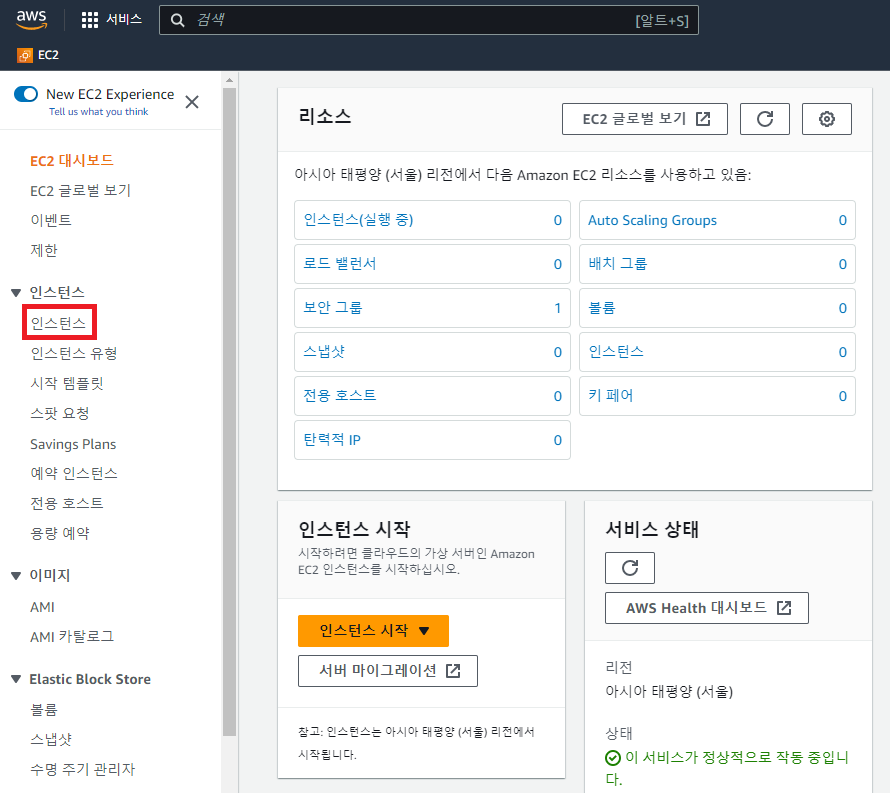 aws
서비스
검색
[알트+S]
EC2
New EC2 Experience
Tell us what you think
EC2 대시보드
EC2 글로벌 보기
이벤트
제한
인스턴스
인스턴스
인스턴스 유형
시작 템플릿
스팟 요청
Savings Plans
예약 인스턴스
전용 호스트
용량 예약
이미지
AMI
AMI 카탈로그
Elastic Block Store
볼륨
스냅샷
수명 주기 관리자
리소스
EC2 글로벌 보기
아시아 태평양 (서울) 리전에서 다음 Amazon EC2 리소스를 사용하고 있음:
인스턴스(실행 중) 0
Auto Scaling Groups 0
로드 밸런서 0
배치 그룹 0
보안 그룹 1
볼륨 0
스냅샷 0
인스턴스 0
전용 호스트 0
키 페어 0
탄력적 IP 0
인스턴스 시작
시작하려면 클라우드의 가상 서버인 Amazon
EC2 인스턴스를 시작하십시오.
인스턴스 시작
서버 마이그레이션
참고: 인스턴스는 아시아 태평양 (서울) 리전에서
시작됩니다.
서비스 상태
AWS Health 대시보드
리전
아시아 태평양 (서울)
상태
이 서비스가 정상적으로 작동 중입니
다.